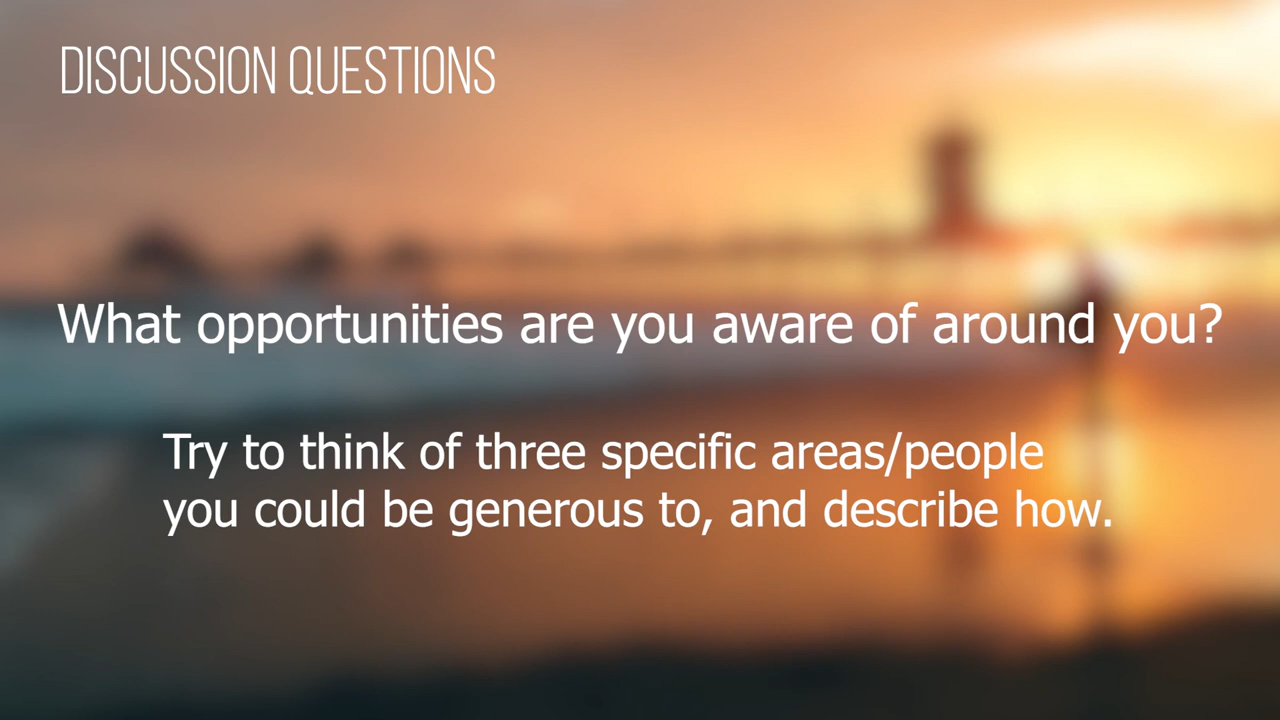 DISCUSSION QUESTIONS
What opportunities are you aware of around you?
Try to think of three specific areas/people
you could be generous to, and describe how.